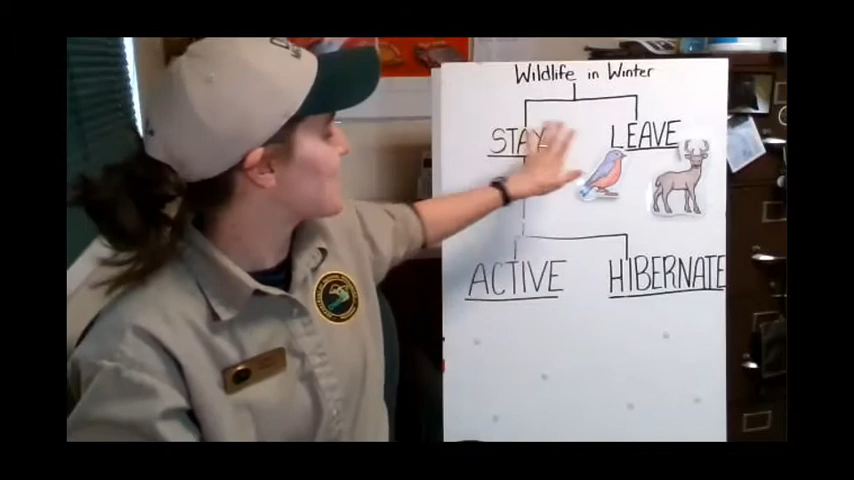 Wildlife in Winter
STAY
LEAVE
ACTIVE
HIBERNATE